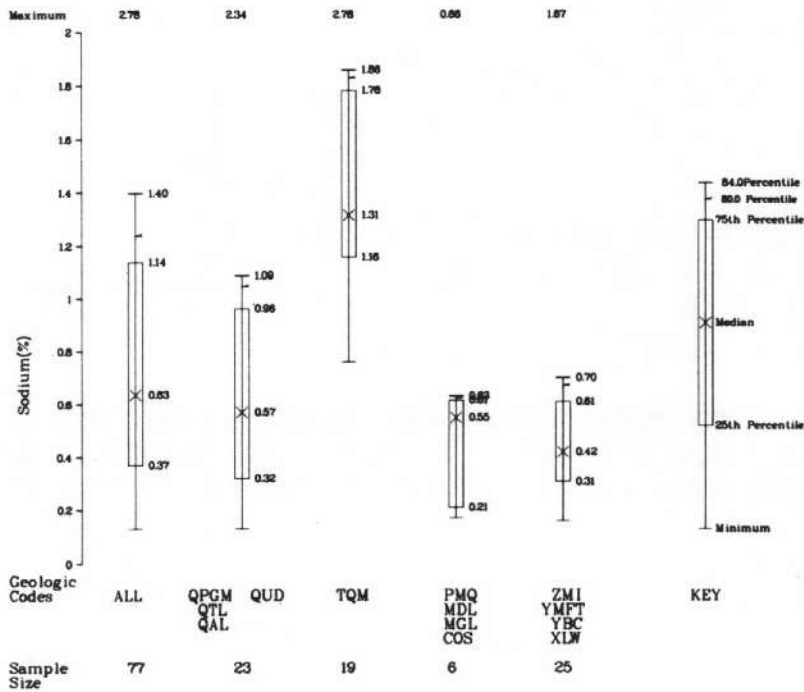 Maximum 2.76 2.34 2.76 0.66 1.87
2
1.8
1.6
1.4
1.2
1
0.8
0.6
0.4
0.2
0
Sodium(%)
1.40
1.14
0.63
0.37
1.09
0.96
0.57
0.32
1.86
1.78
1.31
1.16
0.55
0.21
0.70
0.61
0.42
0.31
84.0Percentile
80.0 Percentile
75th Percentile
Median
25th Percentile
Minimum
Geologic
Codes ALL QPGM QUD TQM PMQ ZMI KEY
QTL MDL YMFT
QAL MGL YBC
COS XLW
Sample
Size 77 23 19 6 25